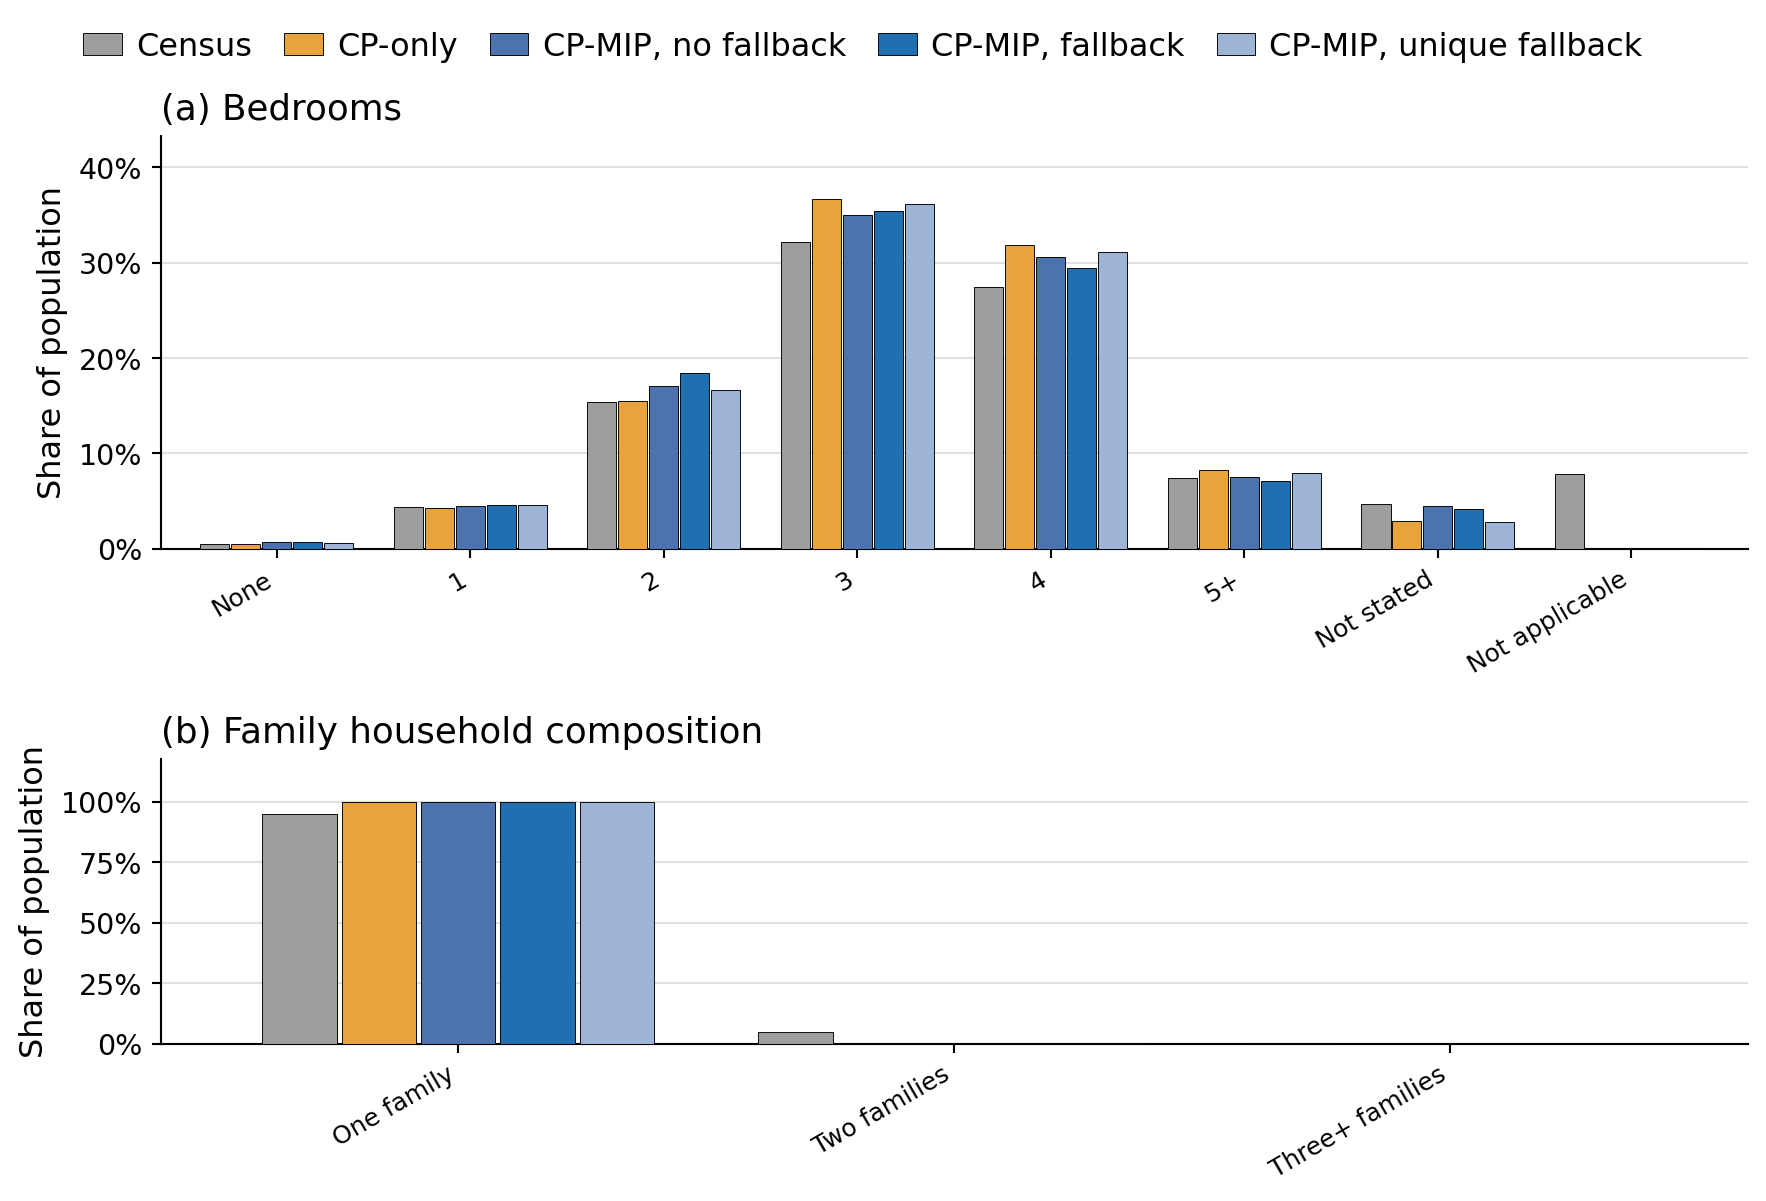 Census CP-only CP-MIP, no fallback CP-MIP, fallback CP-MIP, unique fallback
(a) Bedrooms
Share of population
40%
30%
20%
10%
0%
None 1 2 3 4 5+ Not stated Not applicable
(b) Family household composition
Share of population
100%
75%
50%
25%
0%
One family Two families Three+ families